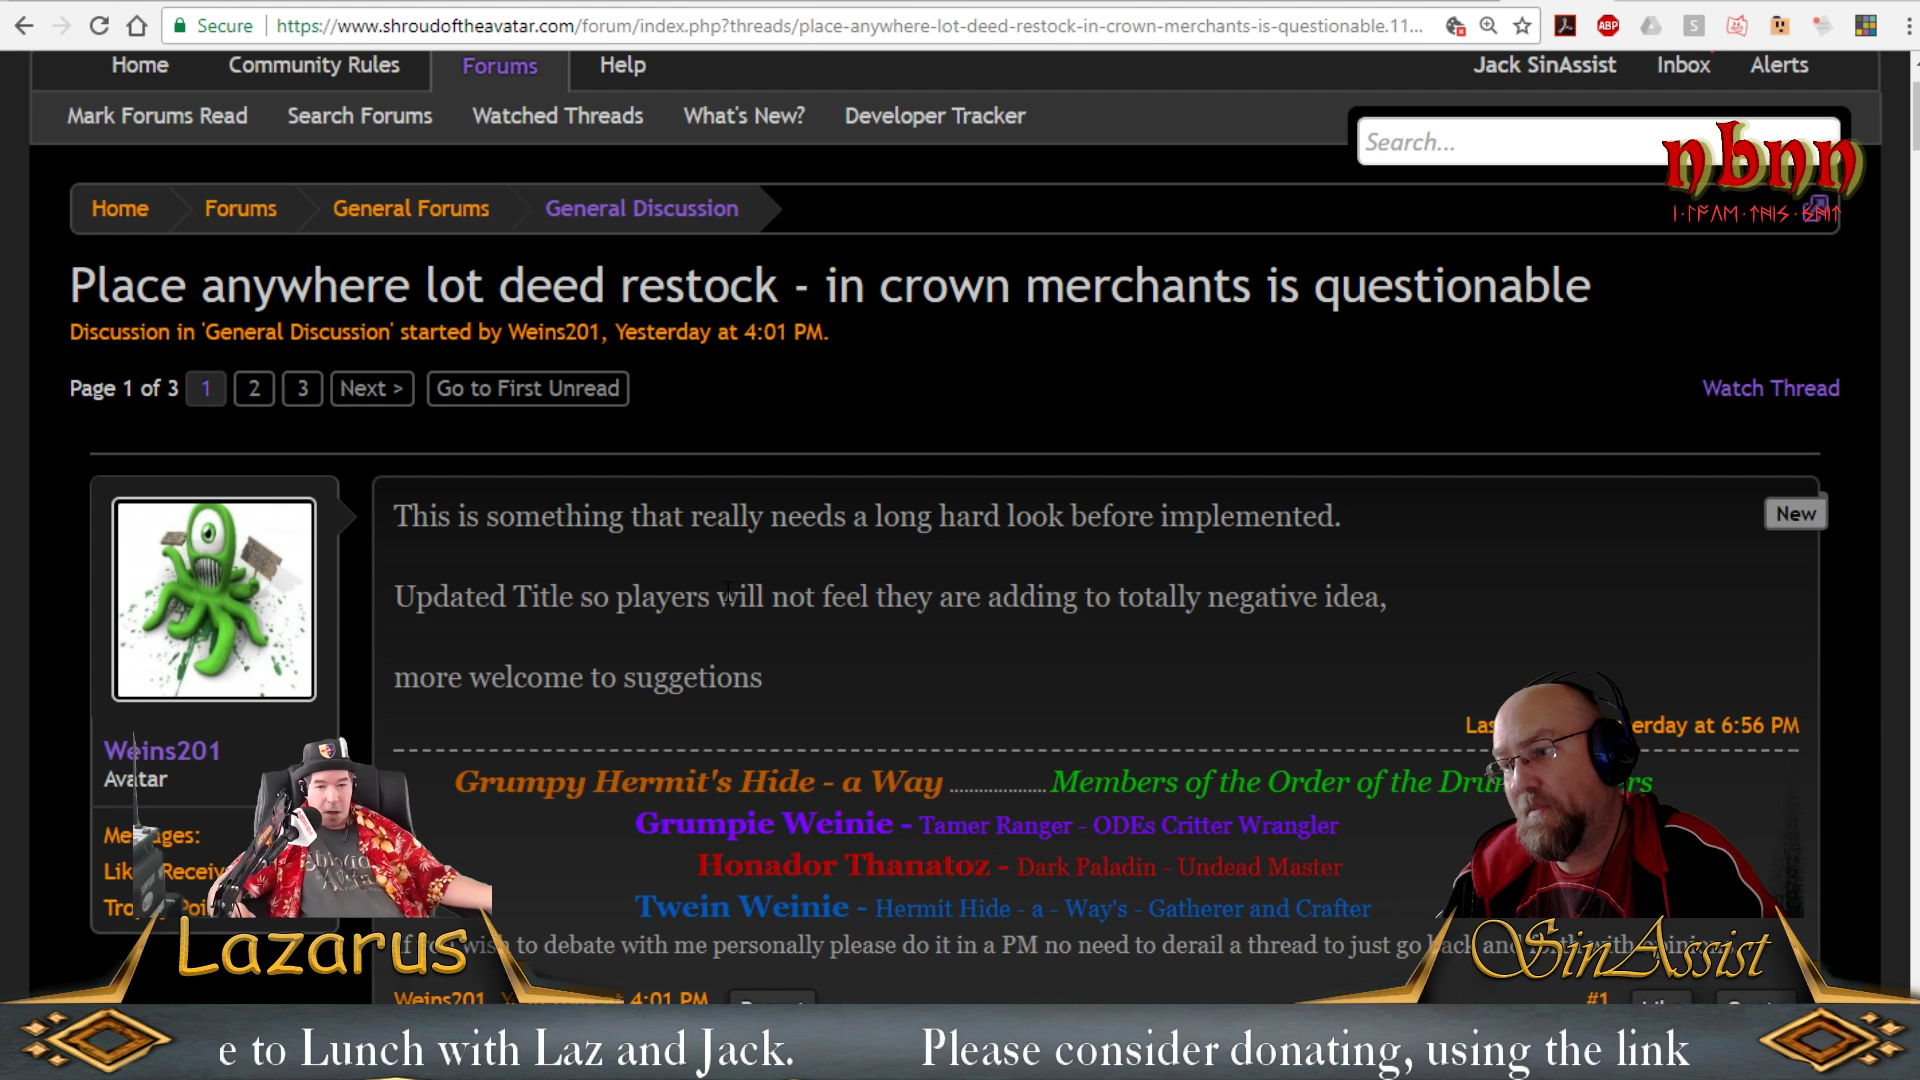 Secure https://www.shroudoftheavatar.com/forum/index.php?threads/place-anywhere-lot-deed-restock-in-crown-merchants-is-questionable.11...
ABP
S
Home Community Rules Forums Help Jack SinAssist Inbox Alerts
Mark Forums Read Search Forums Watched Threads What's New? Developer Tracker
Search...
nbnn
Home Forums General Forums General Discussion
Place anywhere lot deed restock - in crown merchants is questionable
Discussion in 'General Discussion' started by Weins201, Yesterday at 4:01 PM.
Page 1 of 3 1 2 3 Next > Go to First Unread Watch Thread
This is something that really needs a long hard look before implemented.
New
Updated Title so players will not feel they are adding to totally negative idea,
more welcome to suggetions
at 6:56 PM
Weins201
Avatar
Grumpy Hermit's Hide - a Way .................... Members of the Order of the
Grumpie Weinie - Tamer Ranger - ODEs Critter Wrangler
Honador Thanatoz - Dark Paladin - Undead Master
Twein Weinie - Hermit Hide - a - Way's - Gatherer and Crafter
to debate with me personally please do it in a PM no need to derail a thread to just go
Weins201 4:01 PM
#1
Lazarus
SinAssist
e to Lunch with Laz and Jack. Please consider donating, using the link